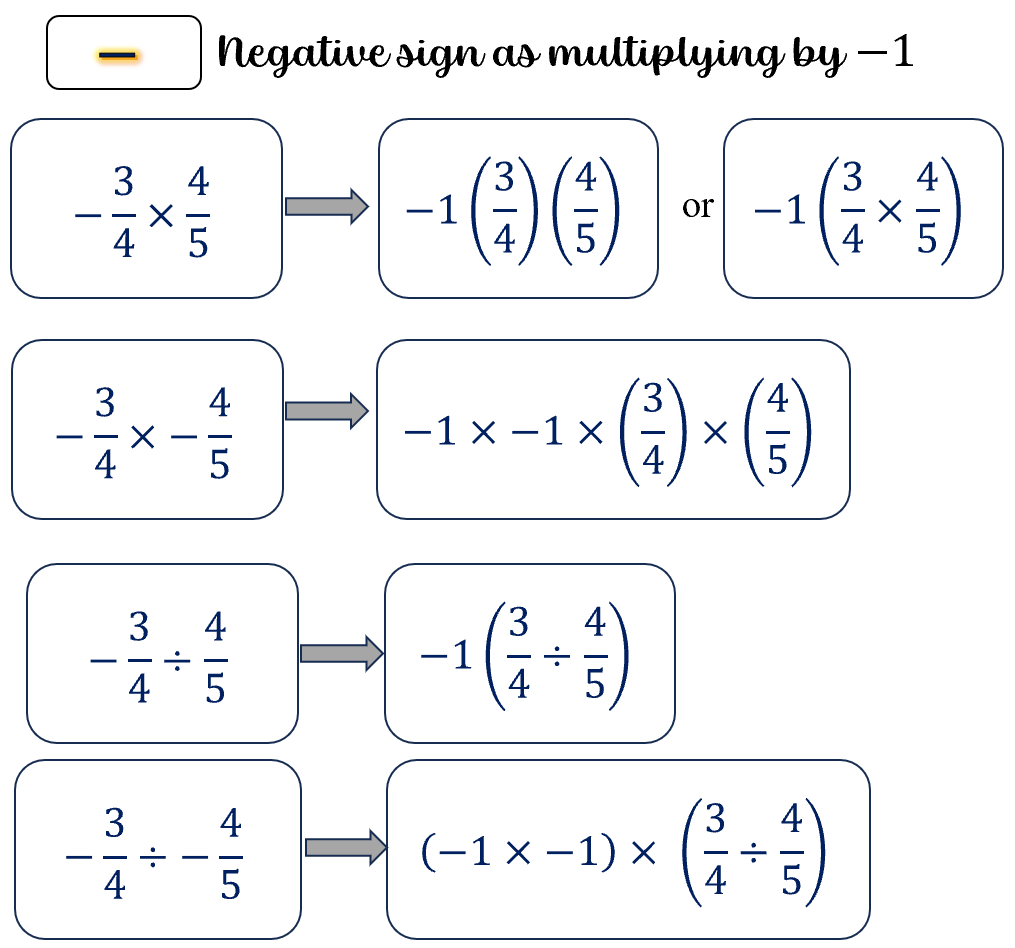 − Negative sign as multiplying by −1
−3/4 × 4/5 −1(3/4)(4/5) or −1(3/4 × 4/5)
−3/4 × −4/5 −1 × −1 × (3/4) × (4/5)
−3/4 ÷ 4/5 −1(3/4 ÷ 4/5)
−3/4 ÷ −4/5 (−1 × −1) × (3/4 ÷ 4/5)